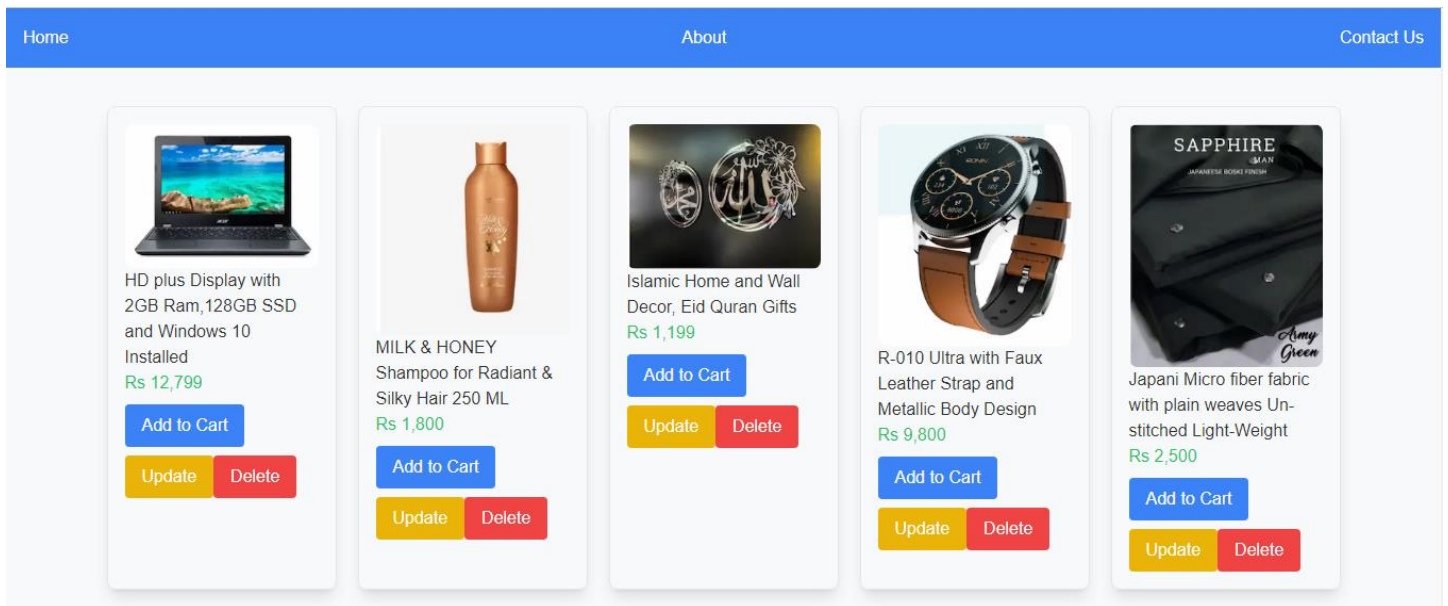 Home
About
Contact Us
HD plus Display with
2GB Ram,128GB SSD
and Windows 10
Installed
Rs 12,799
Add to Cart
Update
Delete
MILK & HONEY
Shampoo for Radiant &
Silky Hair 250 ML
Rs 1,800
Add to Cart
Update
Delete
محمد
الله
Islamic Home and Wall
Decor, Eid Quran Gifts
Rs 1,199
Add to Cart
Update
Delete
RONIN
R-010 Ultra with Faux
Leather Strap and
Metallic Body Design
Rs 9,800
Add to Cart
Update
Delete
SAPPHIRE
MAN
JAPANEESE BOSKI FINISH
Army
Green
Japani Micro fiber fabric
with plain weaves Un-
stitched Light-Weight
Rs 2,500
Add to Cart
Update
Delete